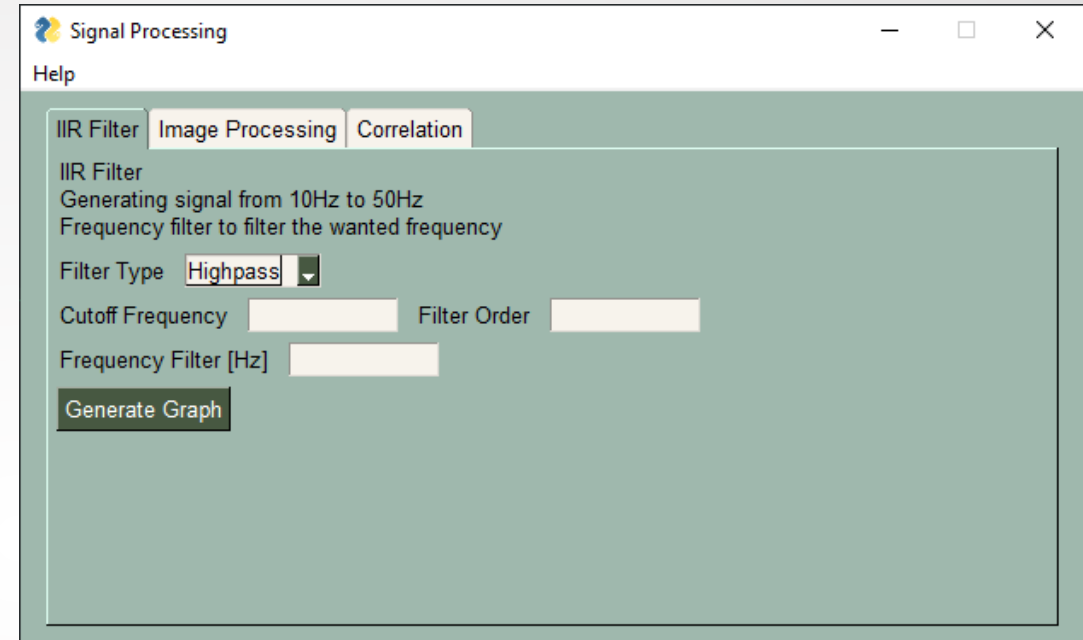 Signal Processing
Help
IIR Filter Image Processing Correlation
IIR Filter
Generating signal from 10Hz to 50Hz
Frequency filter to filter the wanted frequency
Filter Type Highpass
Cutoff Frequency Filter Order
Frequency Filter [Hz]
Generate Graph